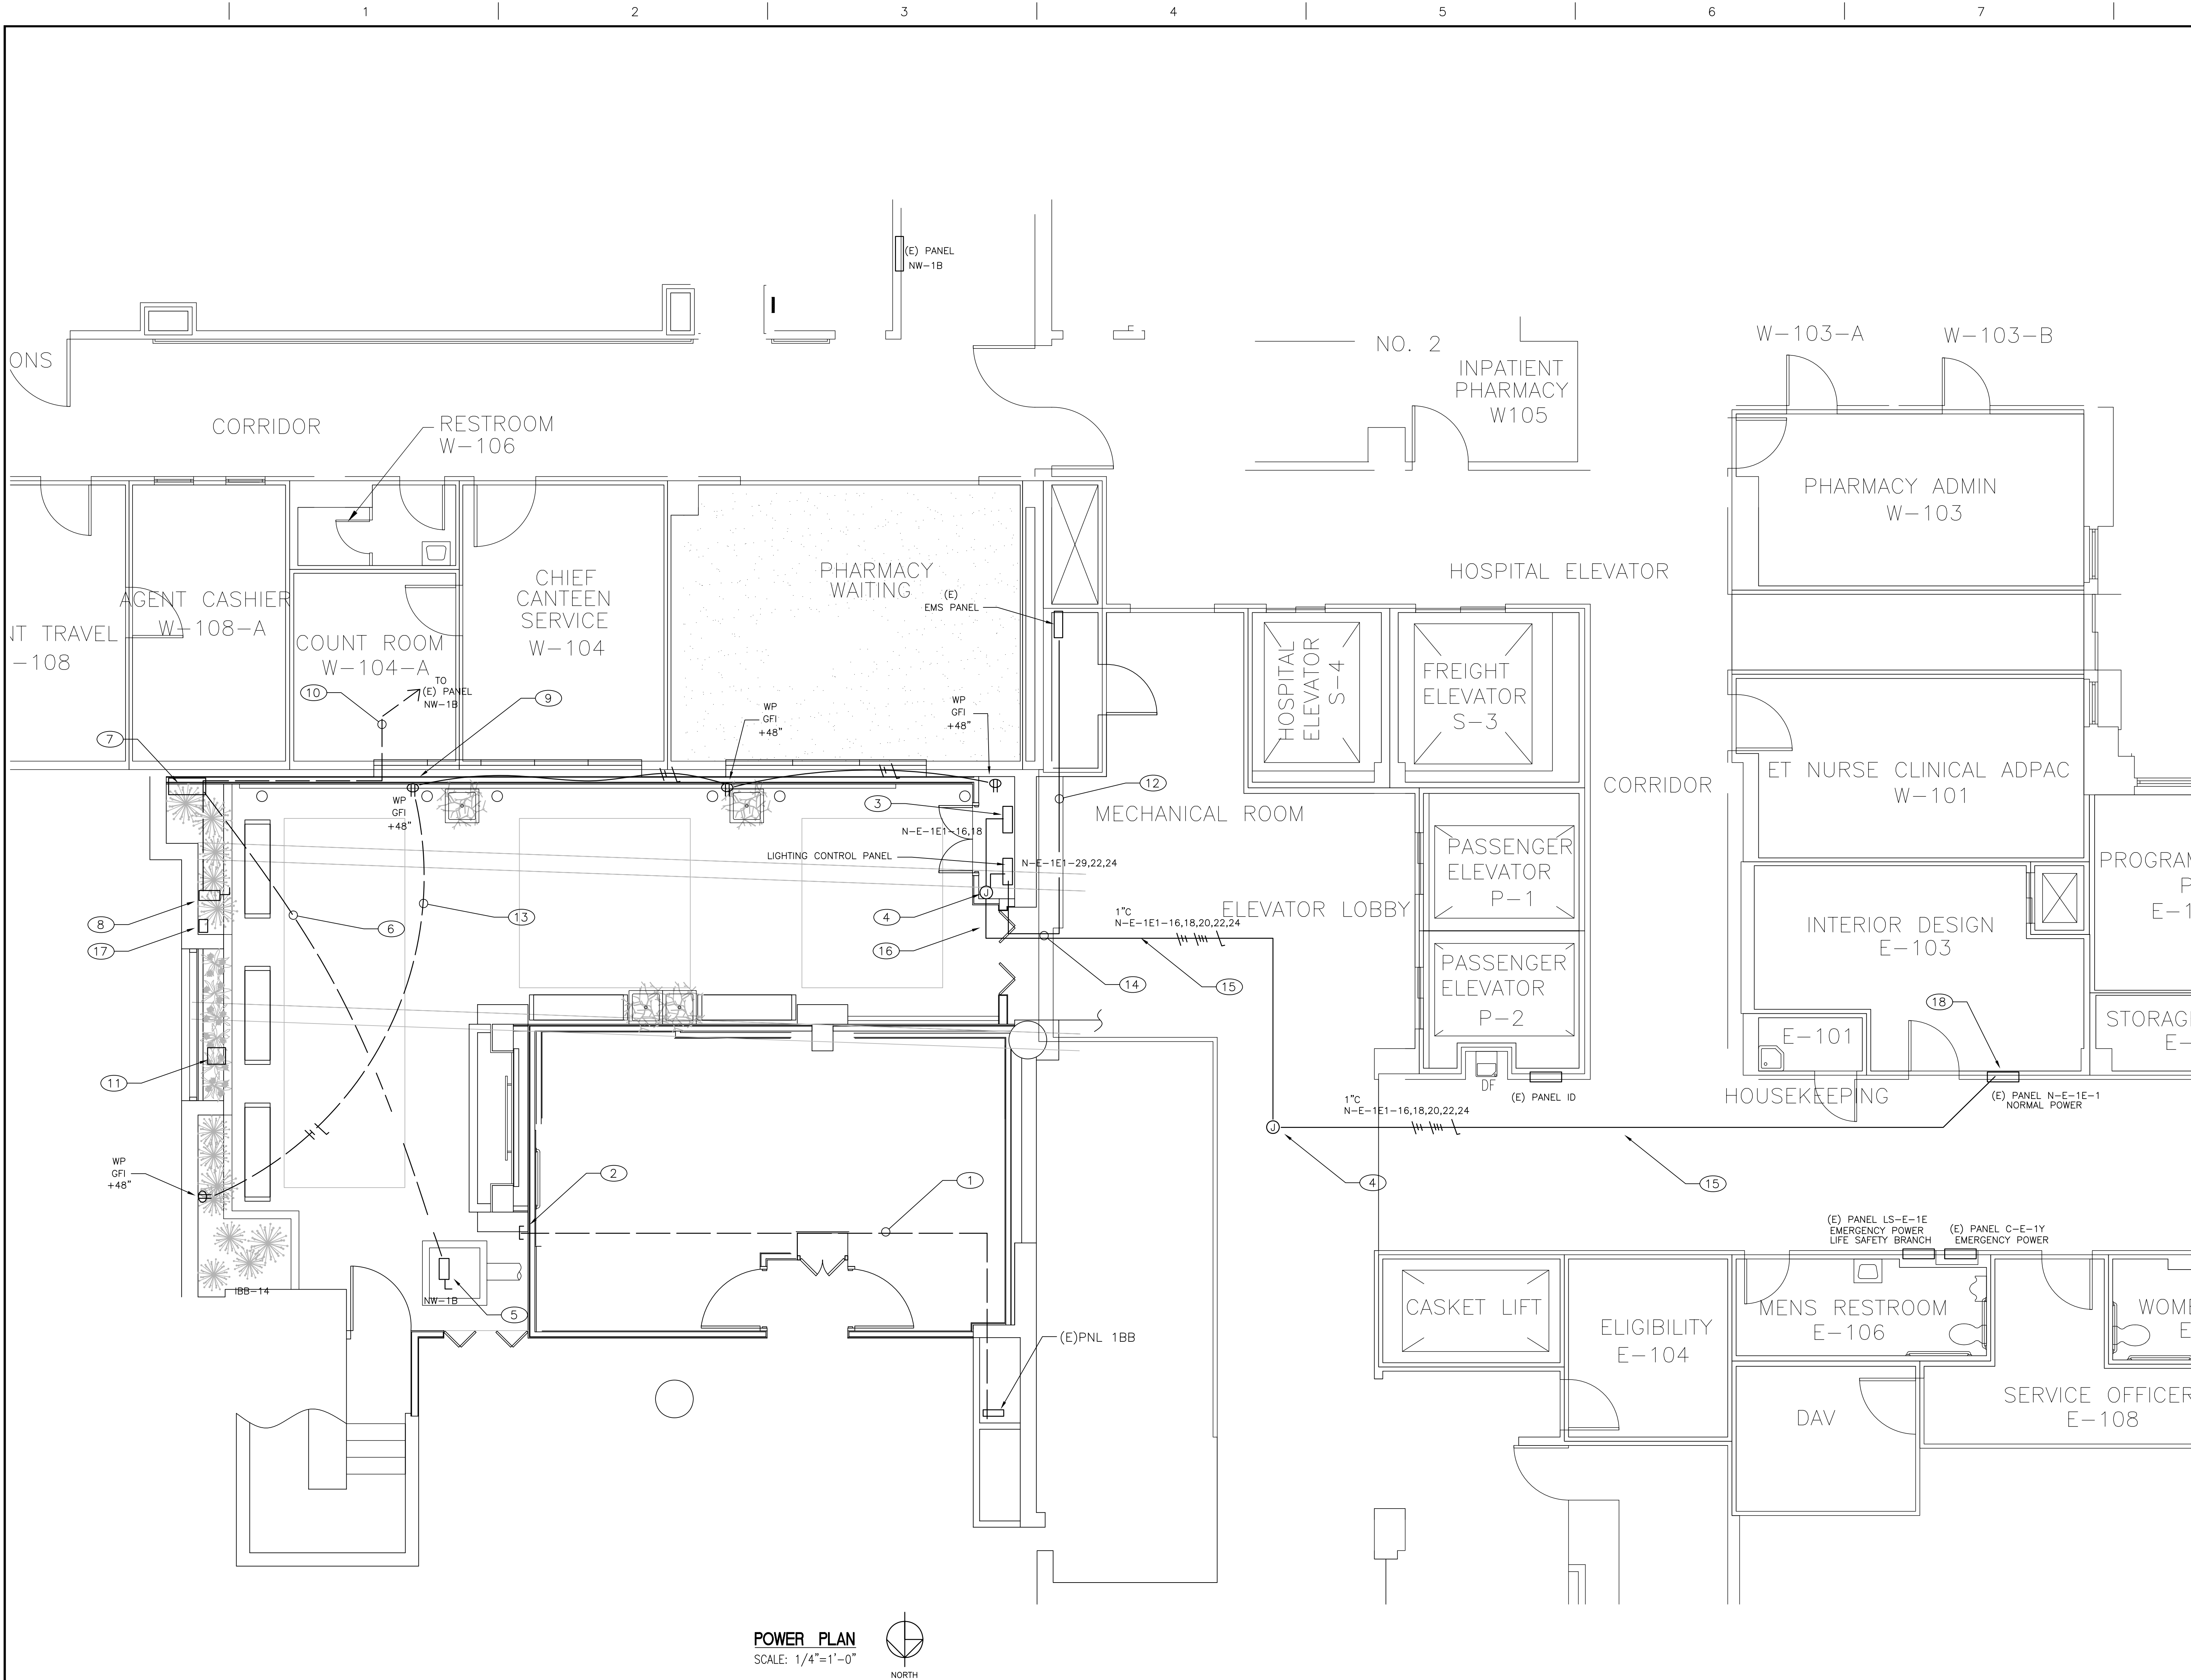 1
2
3
4
5
6
7
(E) PANEL
NW-1B
ONS
CORRIDOR
RESTROOM
W-106
NO. 2
INPATIENT
PHARMACY
W105
W-103-A
W-103-B
PHARMACY ADMIN
W-103
HOSPITAL ELEVATOR
AGENT CASHIER
W-108-A
NT TRAVEL
-108
COUNT ROOM
W-104-A
CHIEF
CANTEEN
SERVICE
W-104
PHARMACY
WAITING
(E)
EMS PANEL
10
TO
(E) PANEL
NW-1B
9
7
WP
GFI
+48"
WP
GFI
+48"
WP
GFI
+48"
HOSPITAL
ELEVATOR
S-4
FREIGHT
ELEVATOR
S-3
CORRIDOR
ET NURSE CLINICAL ADPAC
W-101
3
N-E-1E1-16,18
LIGHTING CONTROL PANEL
N-E-1E1-29,22,24
12
MECHANICAL ROOM
PASSENGER
ELEVATOR
P-1
PROGRAM
P
E-1
8
17
6
13
4
J
16
1"C
N-E-1E1-16,18,20,22,24
ELEVATOR LOBBY
14
15
PASSENGER
ELEVATOR
P-2
INTERIOR DESIGN
E-103
18
STORAGE
E-
E-101
HOUSEKEEPING
11
DF
(E) PANEL ID
(E) PANEL N-E-1E-1
NORMAL POWER
1"C
N-E-1E1-16,18,20,22,24
J
4
15
WP
GFI
+48"
2
1
IBB-14
NW-1B
5
(E) PANEL LS-E-1E
EMERGENCY POWER
LIFE SAFETY BRANCH
(E) PANEL C-E-1Y
EMERGENCY POWER
(E)PNL 1BB
CASKET LIFT
ELIGIBILITY
E-104
MENS RESTROOM
E-106
WOME
E
DAV
SERVICE OFFICER
E-108
POWER PLAN
SCALE: 1/4"=1'-0"
NORTH